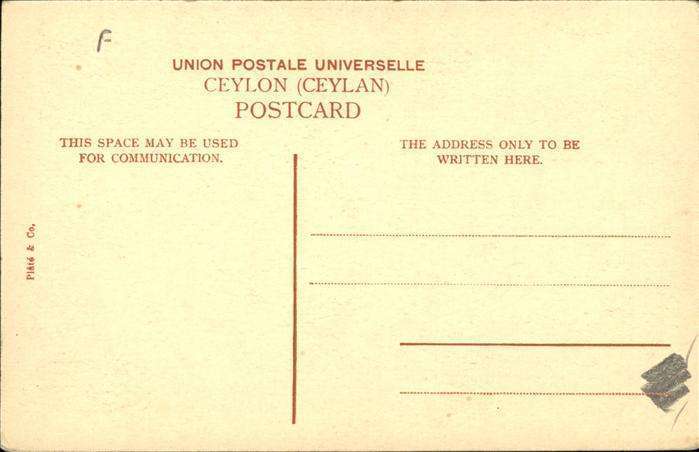 F
UNION POSTALE UNIVERSELLE
CEYLON (CEYLAN)
POSTCARD
THIS SPACE MAY BE USED
FOR COMMUNICATION.
THE ADDRESS ONLY TO BE
WRITTEN HERE.
Plâté & Co.